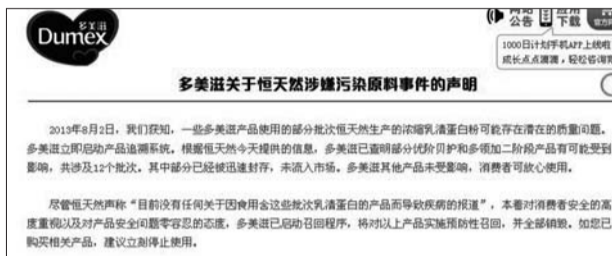 多美滋
Dumex
网站 应用
公告 下载
1000日计划手机APP上线啦
成长点点滴滴，轻松咨询
多美滋关于恒天然涉嫌污染原料事件的声明
2013年8月2日，我们获知，一些多美滋产品使用的部分批次恒天然生产的浓缩乳清蛋白粉可能存在潜在的质量问题。
多美滋立即启动产品追溯系统。根据恒天然今天提供的信息，多美滋已查明部分优阶贝护和多领加二阶段产品有可能受到
影响，共涉及12个批次。其中部分已经被迅速封存，未流入市场。多美滋其他产品未受影响，消费者可放心使用。
尽管恒天然声称“目前没有任何关于因食用含这些批次乳清蛋白的产品而导致疾病的报道”，本着对消费者安全的高
度重视以及对产品安全问题零容忍的态度，多美滋已启动召回程序，将对以上产品实施预防性召回，并全部销毁。如您已
购买相关产品，建议立刻停止使用。